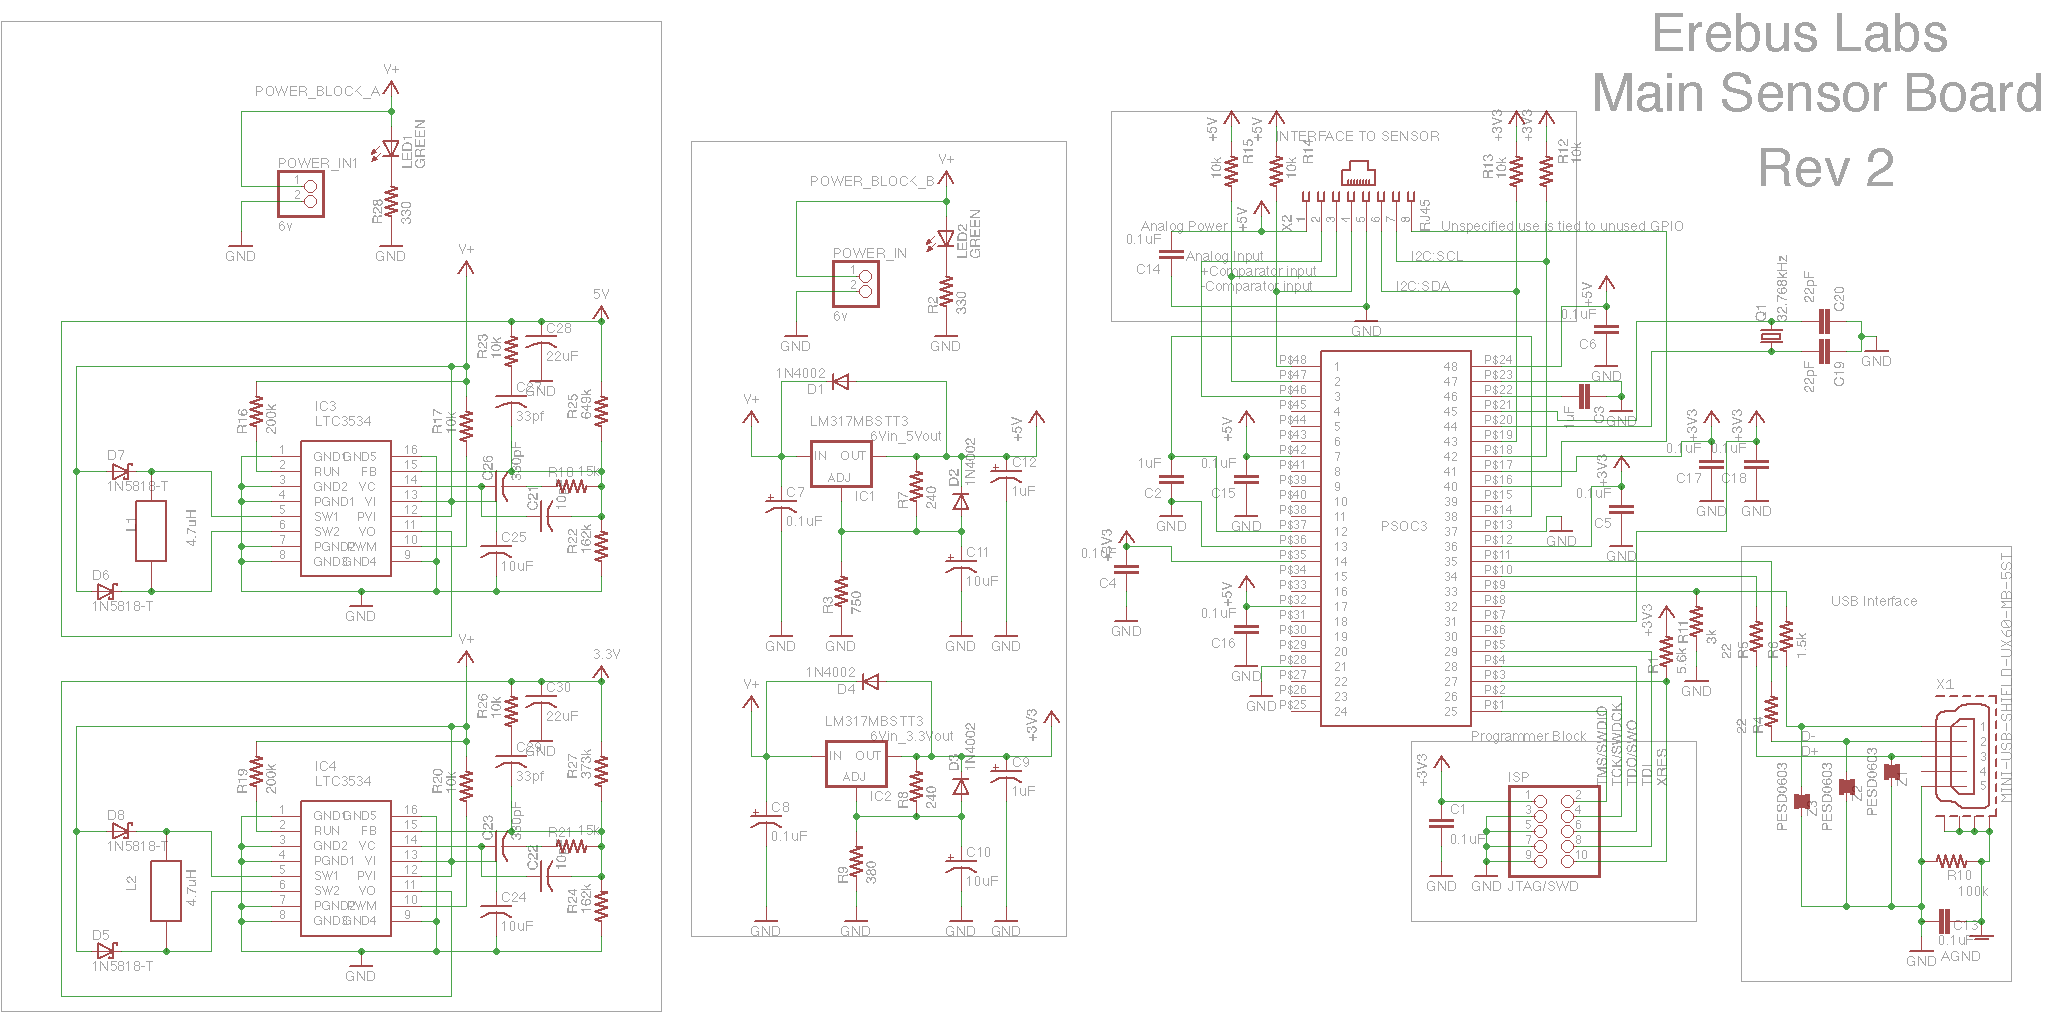 Erebus Labs
Main Sensor Board
Rev 2
V+
POWER_BLOCK_A
LED1
GREEN
POWER_IN1
1
2
6v
R28
330
GND
GND
V+
5V
R23
10k
C28
22uF
GND
33pf
R16
200k
R17
10k
R25
649k
IC3
LTC3534
D7
1N5818-T
L1
4.7uH
D6
1N5818-T
1 GND1 GND5 16
2 RUN FB 15
3 GND2 VC 14
4 PGND1 VI 13
5 SW1 PVI 12
6 SW2 VO 11
7 PGND2 PWM 10
8 GND3 GND4 9
C26
330pF
15k
C21
R22
162k
C25
10uF
GND
V+
3.3V
R26
10k
C30
22uF
GND
33pf
R19
200k
R20
10k
R27
373k
IC4
LTC3534
D8
1N5818-T
L2
4.7uH
D5
1N5818-T
1 GND1 GND5 16
2 RUN FB 15
3 GND2 VC 14
4 PGND1 VI 13
5 SW1 PVI 12
6 SW2 VO 11
7 PGND2 PWM 10
8 GND3 GND4 9
C23
330pF
R21
15k
C22
R24
162k
C24
10uF
GND
V+
POWER_BLOCK_B
LED2
GREEN
POWER_IN
1
2
6v
R2
330
GND
GND
1N4002
D1
V+
LM317MBSTT3
6Vin_5Vout
IN OUT
ADJ
IC1
+5V
C7
0.1uF
R7
240
D2
1N4002
C12
1uF
C11
10uF
R3
750
GND
GND
GND
GND
1N4002
D4
V+
LM317MBSTT3
6Vin_3.3Vout
IN OUT
ADJ
IC2
+3V3
C8
0.1uF
R8
240
D3
1N4002
C9
1uF
C10
10uF
R9
380
GND
GND
GND
GND
+5V
+5V
+3V3
+3V3
INTERFACE TO SENSOR
R15
10k
R14
10k
R13
10k
R12
10k
X2
1 2 3 4 5 6 7 8
RJ45
Analog Power
+5V
Unspecified use is tied to unused GPIO
0.1uF
C14
Analog Input
+Comparator input
-Comparator input
I2C:SCL
I2C:SDA
GND
+5V
0.1uF
C6
GND
Q1
32.768kHz
22pF
C20
22pF
C19
GND
PSOC3
P$48 1 48 P$24
P$47 2 47 P$23
P$46 3 46 P$22
P$45 4 45 P$21
P$44 5 44 P$20
P$43 6 43 P$19
P$42 7 42 P$18
P$41 8 41 P$17
P$40 9 40 P$16
P$39 10 39 P$15
P$38 11 38 P$14
P$37 12 37 P$13
P$36 13 36 P$12
P$35 14 35 P$11
P$34 15 34 P$10
P$33 16 33 P$9
P$32 17 32 P$8
P$31 18 31 P$7
P$30 19 30 P$6
P$29 20 29 P$5
P$28 21 28 P$4
P$27 22 27 P$3
P$26 23 26 P$2
P$25 24 25 P$1
1uF
C3
GND
1uF
C2
GND
+5V
0.1uF
C15
GND
+3V3
C4
GND
+5V
0.1uF
C16
GND
GND
+3V3
+3V3
0.1uF
C17
GND
0.1uF
C18
GND
+3V3
0.1uF
C5
GND
GND
+3V3
R1
5.6k
R11
3k
GND
USB Interface
22
R5
R6
1.5k
22
R4
D-
D+
X1
1
2
3
4
5
MINI-USB-SHIELD-UX60-MB-5ST
PESD0603
Z3
PESD0603
Z2
PESD0603
Z1
R10
100k
C13
0.1uF
GND
AGND
Programmer Block
TMS/SWDIO
TCK/SWDCK
TDO/SWO
TDI
XRES
+3V3
ISP
C1
0.1uF
GND
1 2
3 4
5 6
7 8
9 10
GND
JTAG/SWD